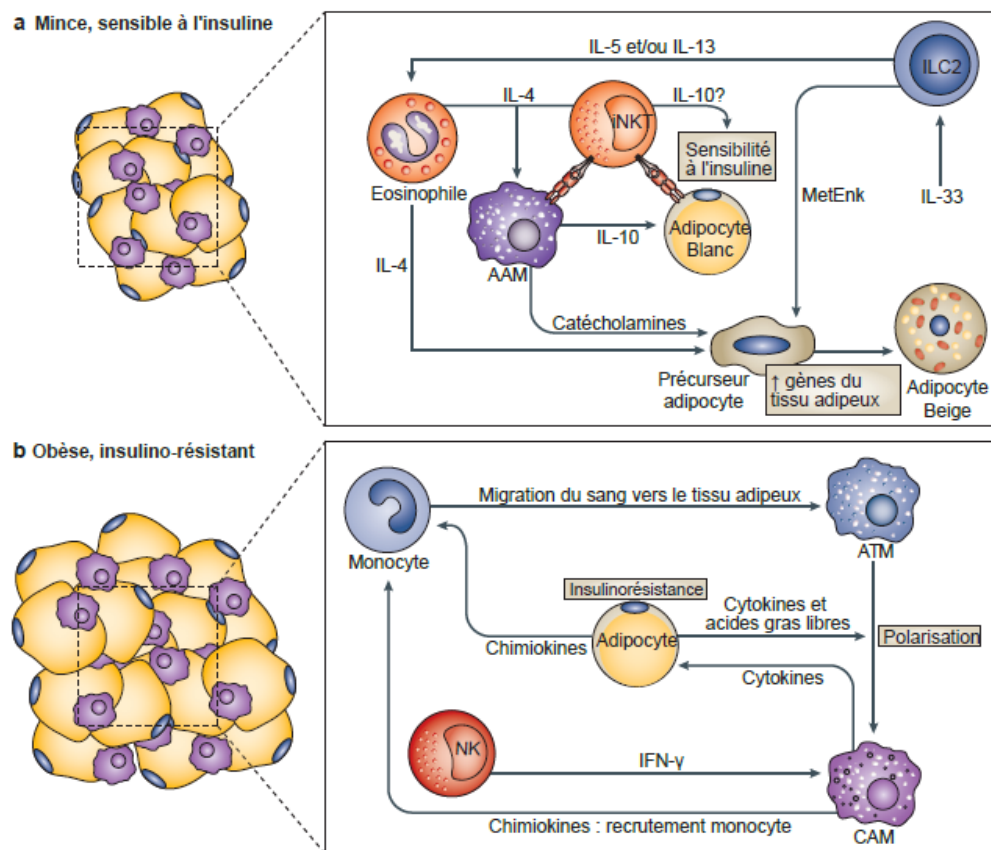 a Mince, sensible à l'insuline
IL-5 et/ou IL-13
ILC2
IL-4
iNKT
IL-10?
Sensibilité
à l'insuline
Eosinophile
MetEnk
IL-33
IL-10
Adipocyte
Blanc
AAM
IL-4
Catécholamines
Précurseur
adipocyte
↑ gènes du
tissu adipeux
Adipocyte
Beige
b Obèse, insulino-résistant
Migration du sang vers le tissu adipeux
Monocyte
ATM
Insulinorésistance
Cytokines et
acides gras libres
Adipocyte
Chimiokines
Polarisation
Cytokines
NK
IFN-γ
Chimiokines : recrutement monocyte
CAM